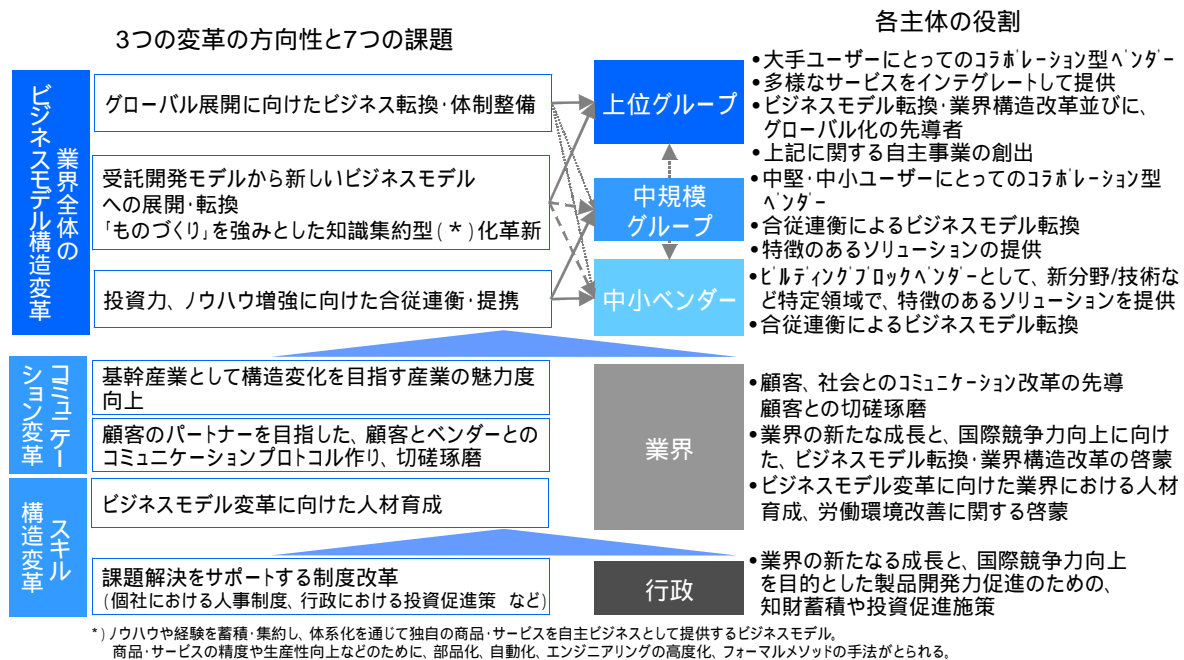 3つの変革の方向性と7つの課題
各主体の役割
業界全体の
ビジネスモデル構造変革
グローバル展開に向けたビジネス転換･体制整備
受託開発モデルから新しいビジネスモデル
への展開･転換
｢ものづくり｣を強みとした知識集約型(＊)化革新
投資力、ノウハウ増強に向けた合従連衡･提携
上位グループ
中規模
グループ
中小ベンダー
•大手ユーザーにとってのｺﾗﾎﾞﾚｰｼｮﾝ型ﾍﾞﾝﾀﾞｰ
•多様なサービスをインテグレートして提供
•ビジネスモデル転換･業界構造改革並びに、
グローバル化の先導者
•上記に関する自主事業の創出
•中堅･中小ユーザーにとってのｺﾗﾎﾞﾚｰｼｮﾝ型
ﾍﾞﾝﾀﾞｰ
•合従連衡によるビジネスモデル転換
•特徴のあるソリューションの提供
•ﾋﾞﾙﾃﾞｨﾝｸﾞﾌﾞﾛｯｸﾍﾞﾝﾀﾞｰとして、新分野/技術な
ど特定領域で、特徴のあるソリューションを提供
•合従連衡によるビジネスモデル転換
コミュニケー
ション変革
基幹産業として構造変化を目指す産業の魅力度
向上
顧客のパートナーを目指した、顧客とベンダーとの
コミュニケーションプロトコル作り、切磋琢磨
スキル
構造変革
ビジネスモデル変革に向けた人材育成
課題解決をサポートする制度改革
(個社における人事制度、行政における投資促進策 など)
業界
•顧客、社会とのｺﾐｭﾆｹｰｼｮﾝ改革の先導
顧客との切磋琢磨
•業界の新たな成長と、国際競争力向上に向け
た、ビジネスモデル転換･業界構造改革の啓蒙
•ビジネスモデル変革に向けた業界における人材
育成、労働環境改善に関する啓蒙
行政
•業界の新たなる成長と、国際競争力向上
を目的とした製品開発力促進のための、
知財蓄積や投資促進施策
*)ノウハウや経験を蓄積･集約し、体系化を通じて独自の商品･サービスを自主ビジネスとして提供するビジネスモデル。
商品･サービスの精度や生産性向上などのために、部品化、自動化、エンジニアリングの高度化、フォーマルメソッドの手法がとられる。